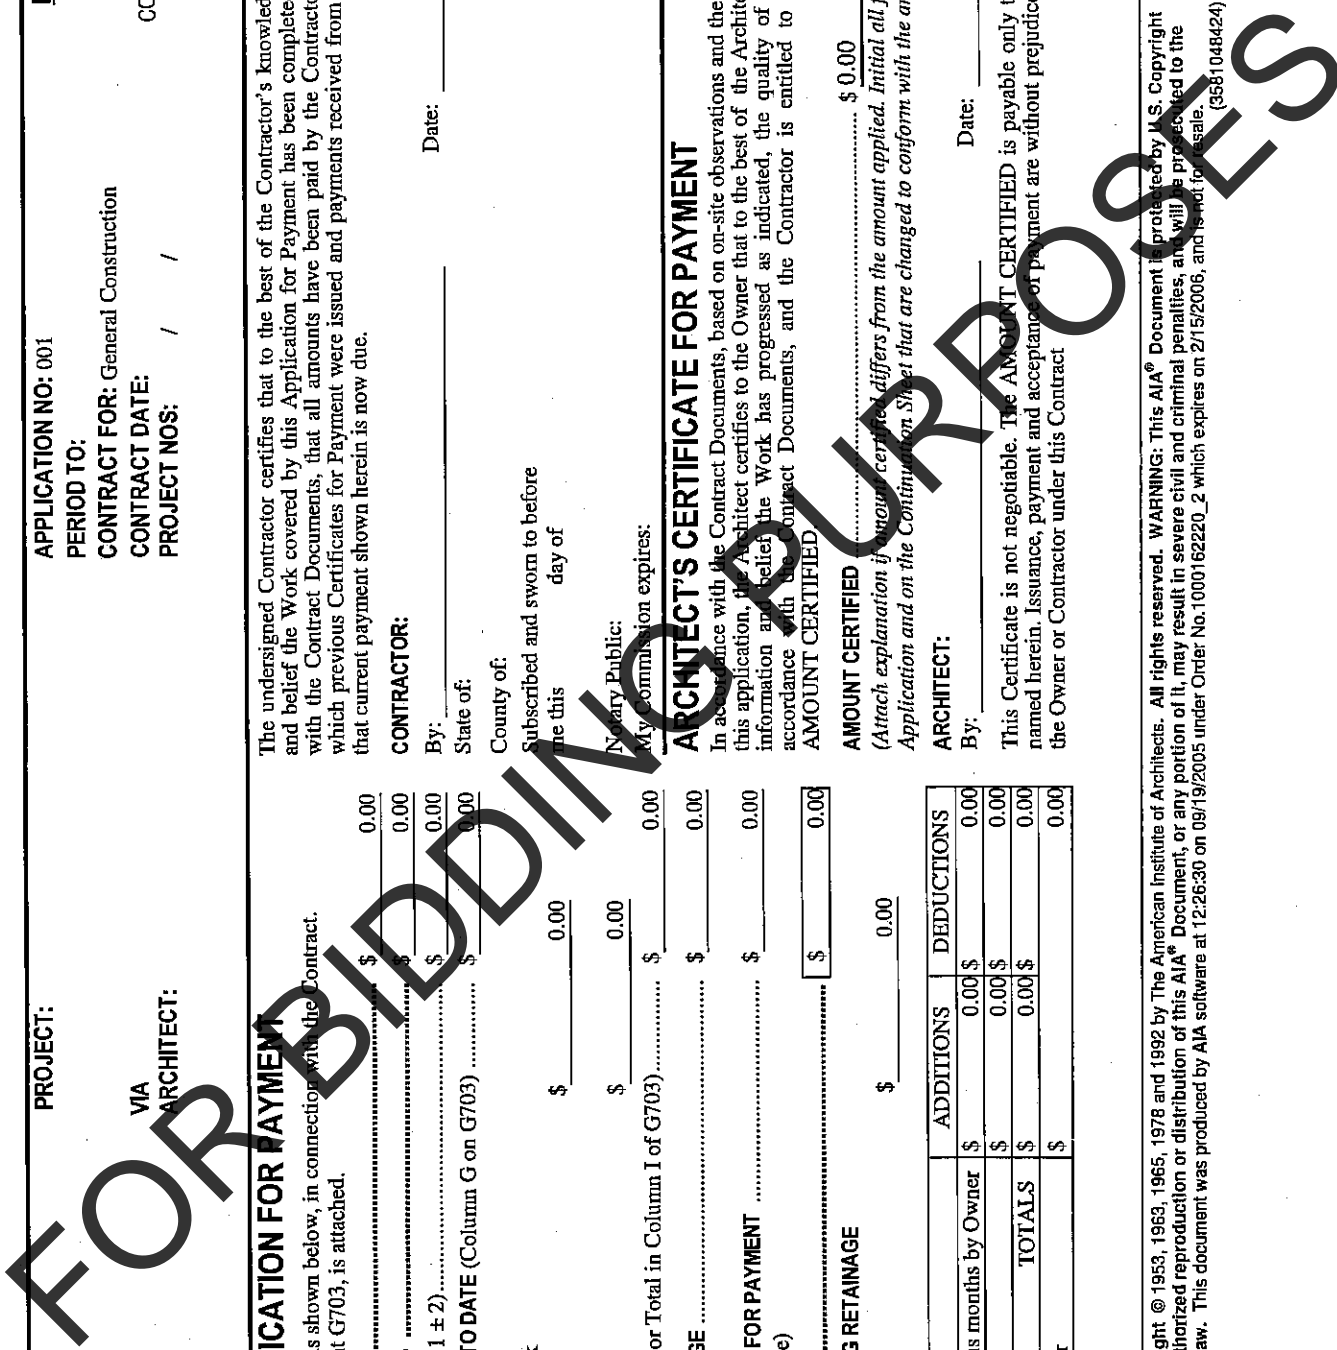 PROJECT:
VIA
ARCHITECT:
APPLICATION NO: 001
PERIOD TO:
CONTRACT FOR: General Construction
CONTRACT DATE:
PROJECT NOS: / /
ICATION FOR PAYMENT
s shown below, in connection with the Contract.
t G703, is attached.
$ 0.00
$ 0.00
1 ± 2) $ 0.00
TO DATE (Column G on G703) $ 0.00
$ 0.00
$ 0.00
or Total in Column I of G703) $ 0.00
GE $ 0.00
FOR PAYMENT $ 0.00
e)
$ 0.00
G RETAINAGE
$ 0.00
ADDITIONS DEDUCTIONS
us months by Owner $ 0.00 $ 0.00
$ 0.00 $ 0.00
TOTALS $ 0.00 $ 0.00
$ 0.00
The undersigned Contractor certifies that to the best of the Contractor's knowled
and belief the Work covered by this Application for Payment has been complete
with the Contract Documents, that all amounts have been paid by the Contracto
which previous Certificates for Payment were issued and payments received from
that current payment shown herein is now due.
CONTRACTOR:
By: Date:
State of:
County of:
Subscribed and sworn to before
me this day of
Notary Public:
My Commission expires:
ARCHITECT'S CERTIFICATE FOR PAYMENT
In accordance with the Contract Documents, based on on-site observations and the
this application, the Architect certifies to the Owner that to the best of the Archite
information and belief the Work has progressed as indicated, the quality of
accordance with the Contract Documents, and the Contractor is entitled to
AMOUNT CERTIFIED.
AMOUNT CERTIFIED $ 0.00
(Attach explanation if amount certified differs from the amount applied. Initial all f
Application and on the Continuation Sheet that are changed to conform with the an
ARCHITECT:
By: Date:
This Certificate is not negotiable. The AMOUNT CERTIFIED is payable only t
named herein. Issuance, payment and acceptance of payment are without prejudice
the Owner or Contractor under this Contract
ght © 1953, 1963, 1965, 1978 and 1992 by The American Institute of Architects. All rights reserved. WARNING: This AIA® Document is protected by U.S. Copyright
thorized reproduction or distribution of this AIA® Document, or any portion of it, may result in severe civil and criminal penalties, and will be prosecuted to the
aw. This document was produced by AIA software at 12:26:30 on 09/19/2005 under Order No.1000162220_2 which expires on 2/15/2006, and is not for resale.
(3581048424)
FOR BIDDING PURPOSES